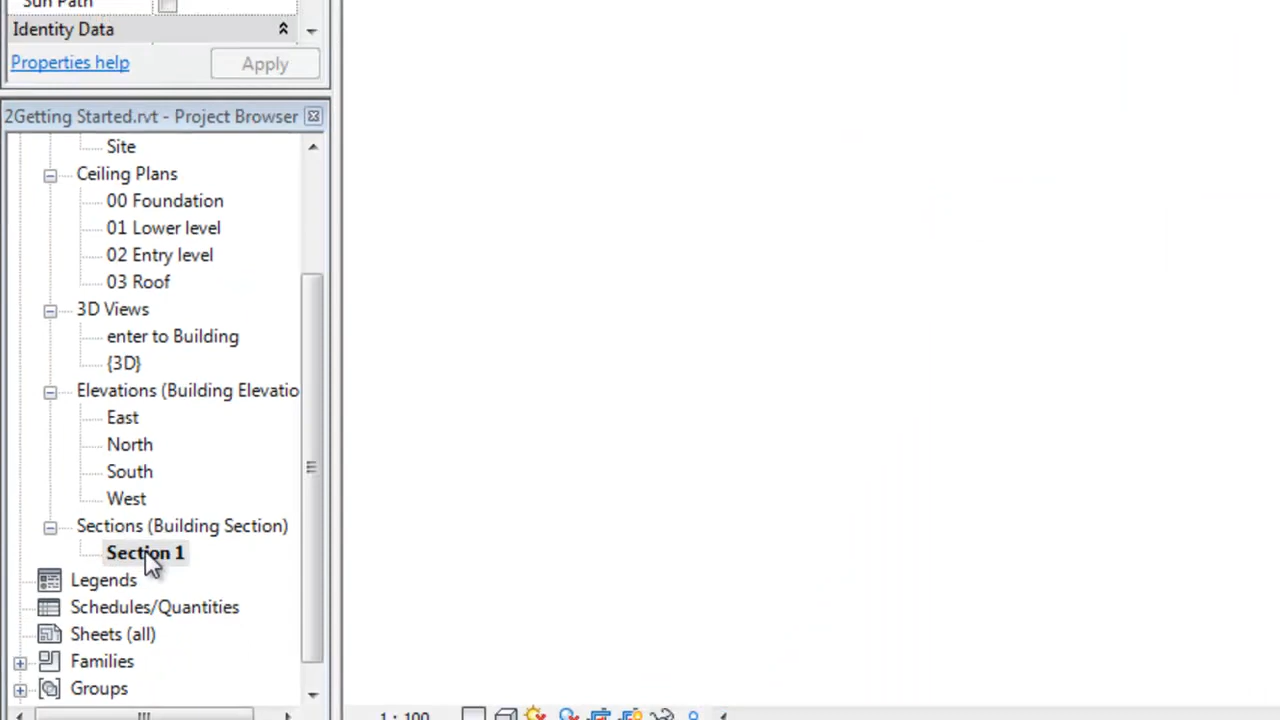 Sun Path
Identity Data
Properties help
Apply
2Getting Started.rvt - Project Browser
Site
Ceiling Plans
00 Foundation
01 Lower level
02 Entry level
03 Roof
3D Views
enter to Building
{3D}
Elevations (Building Elevatio
East
North
South
West
Sections (Building Section)
Section 1
Legends
Schedules/Quantities
Sheets (all)
Families
Groups
1 : 100